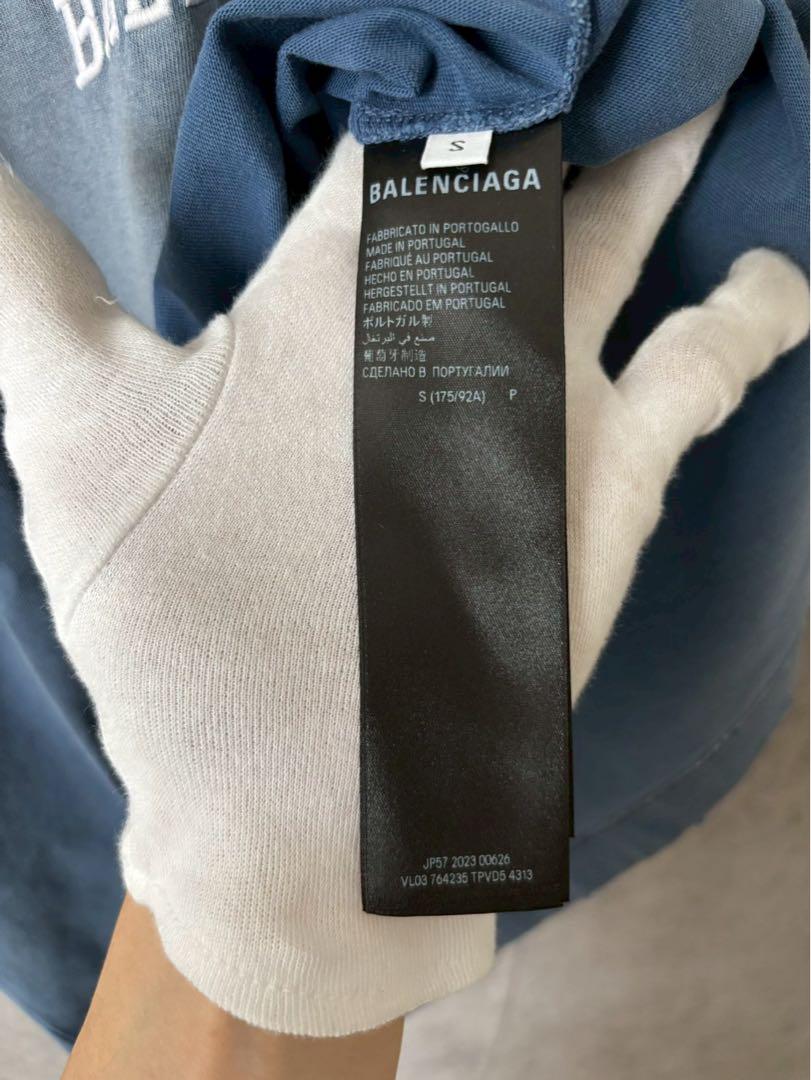 S
BALENCIAGA
FABBRICATO IN PORTOGALLO
MADE IN PORTUGAL
FABRIQUÉ AU PORTUGAL
HECHO EN PORTUGAL
HERGESTELLT IN PORTUGAL
FABRICADO EM PORTUGAL
ポルトガル製
صنع في البرتغال
葡萄牙制造
СДЕЛАНО В ПОРТУГАЛИИ
S (175/92A) P
JP57 2023 00626
VL03 764235 TPVD5 4313